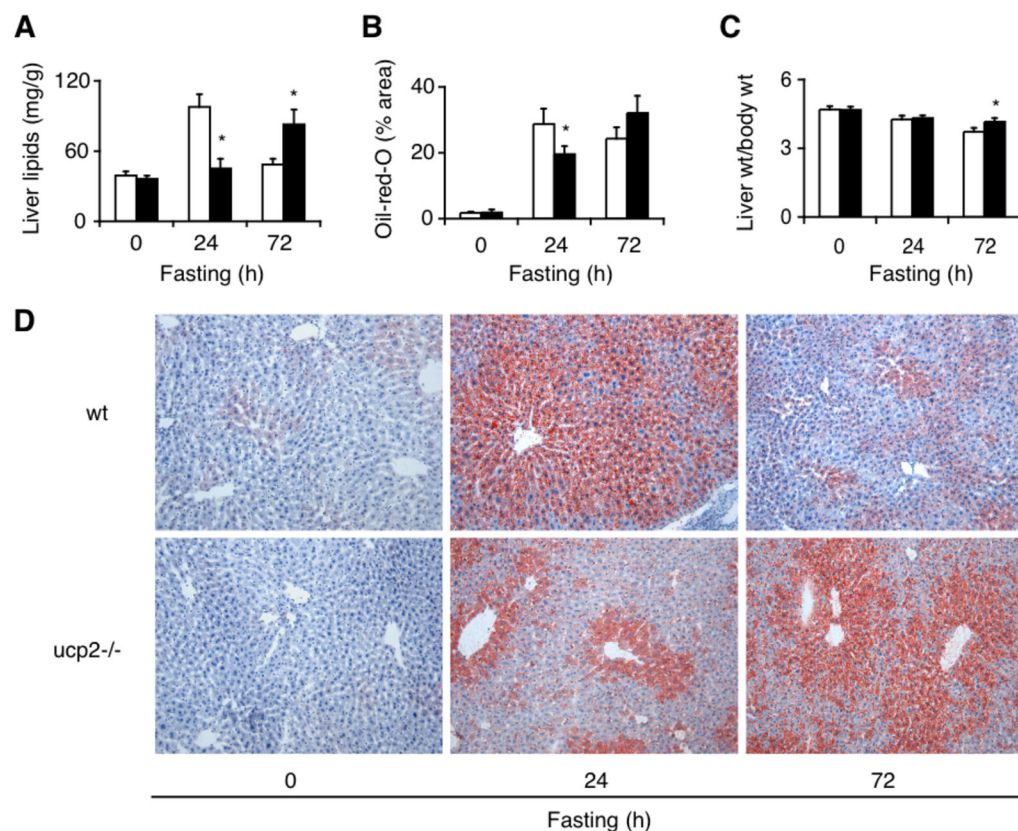 A
Liver lipids (mg/g)
120
60
0
*
*
0 24 72
Fasting (h)
B
Oil-red-O (% area)
40
20
0
*
0 24 72
Fasting (h)
C
Liver wt/body wt
6
4
0
*
0 24 72
Fasting (h)
D
wt
ucp2-/-
0 24 72
Fasting (h)